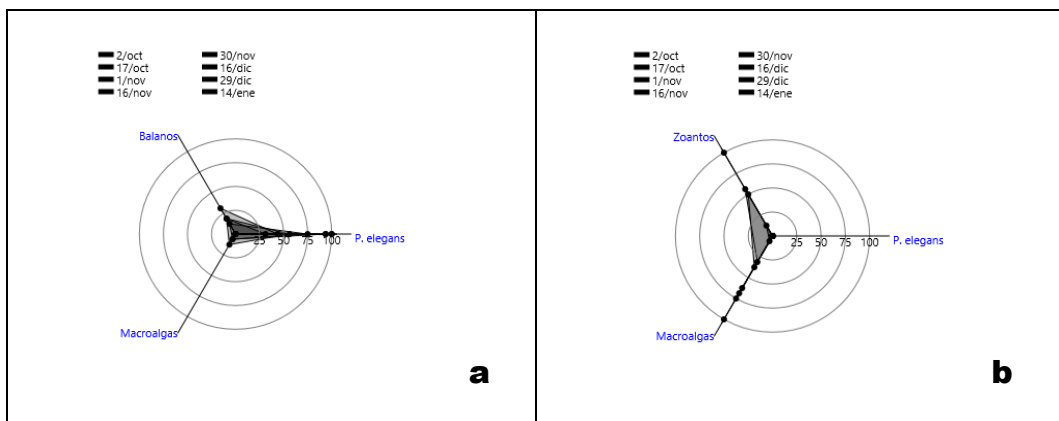 2/oct 30/nov
17/oct 16/dic
1/nov 29/dic
16/nov 14/ene
Balanos
25 50 75 100
P. elegans
Macroalgas
a
2/oct 30/nov
17/oct 16/dic
1/nov 29/dic
16/nov 14/ene
Zoantos
25 50 75 100
P. elegans
Macroalgas
b